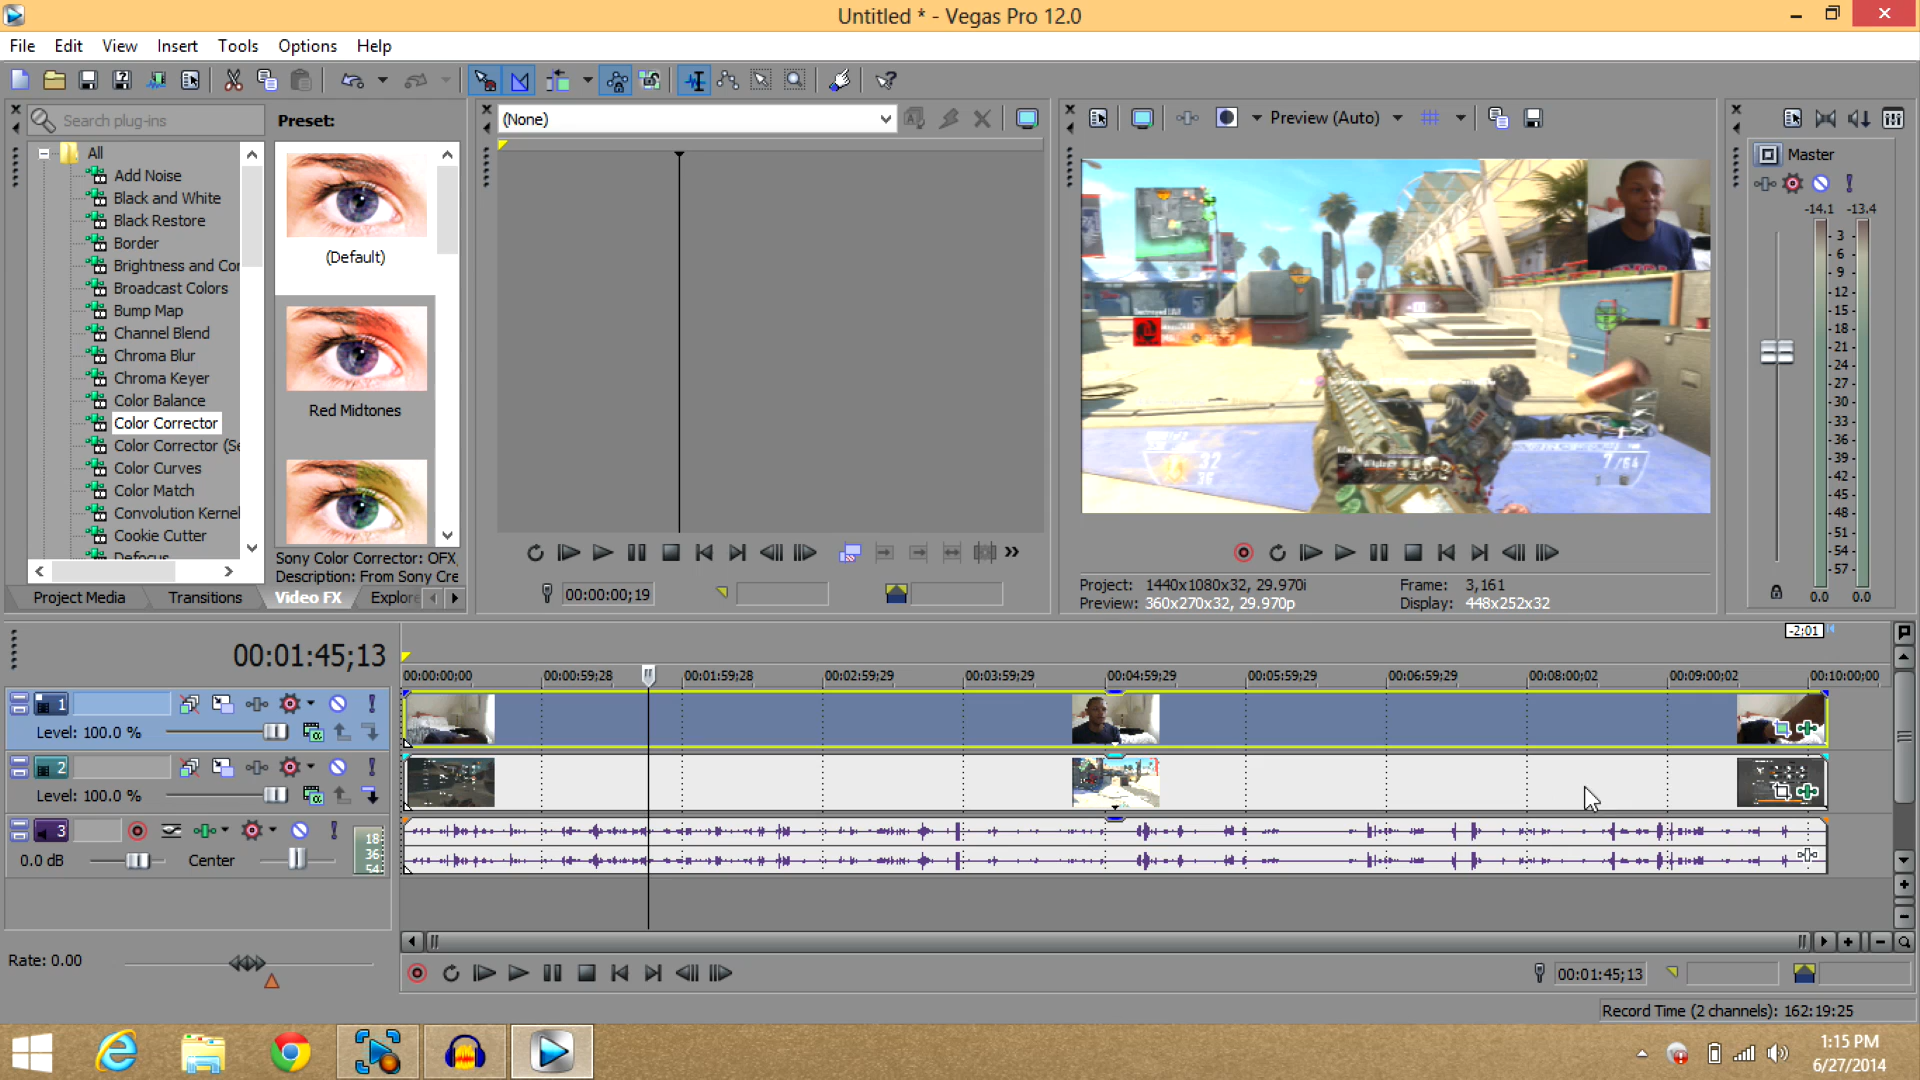 Untitled * - Vegas Pro 12.0
File Edit View Insert Tools Options Help
Search plug-ins
Preset:
(None)
Preview (Auto)
All
Add Noise
Black and White
Black Restore
Border
Brightness and Cor
Broadcast Colors
Bump Map
Channel Blend
Chroma Blur
Chroma Keyer
Color Balance
Color Corrector
Color Corrector (Se
Color Curves
Color Match
Convolution Kernel
Cookie Cutter
Defocus
(Default)
Red Midtones
Sony Color Corrector: OFX,
Description: From Sony Cre
Project Media Transitions Video FX Explore
00:00:00;19
32
36
7/64
Project: 1440x1080x32, 29.970i
Preview: 360x270x32, 29.970p
Frame: 3,161
Display: 448x252x32
Master
-14.1 -13.4
3
6
9
12
15
18
21
24
27
30
33
36
39
42
45
48
51
54
57
0.0 0.0
-2:01
00:01:45;13
00:00:00;00 00:00:59;28 00:01:59;28 00:02:59;29 00:03:59;29 00:04:59;29 00:05:59;29 00:06:59;29 00:08:00;02 00:09:00;02 00:10:00;00
1
Level: 100.0 %
2
Level: 100.0 %
3
18
36
54
0.0 dB Center
Rate: 0.00
00:01:45;13
Record Time (2 channels): 162:19:25
1:15 PM
6/27/2014